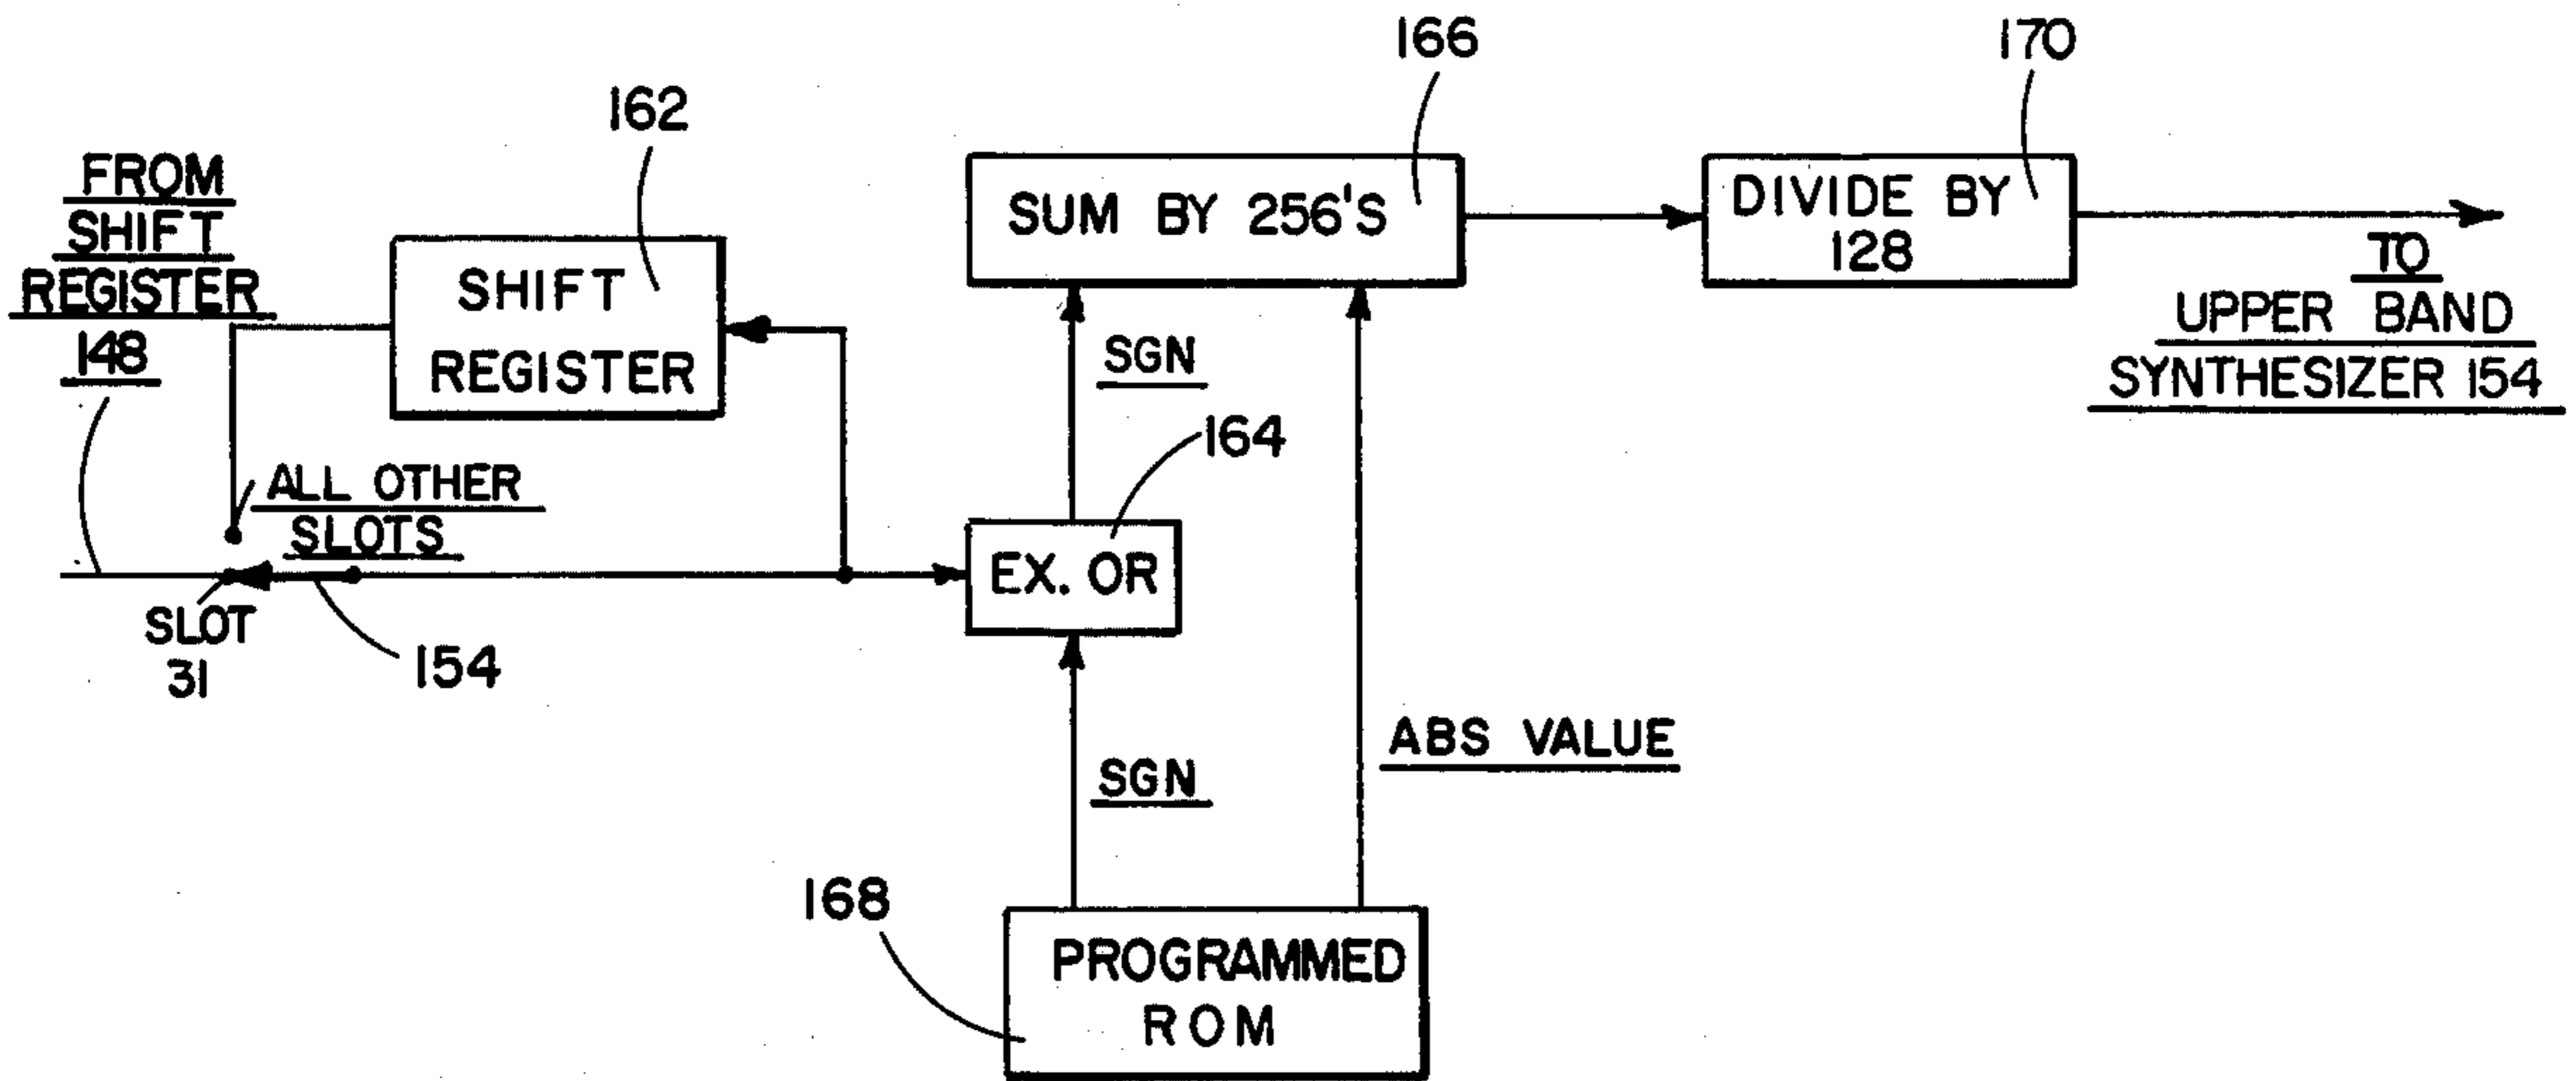 166
170
162
FROM
SHIFT
REGISTER
148
SHIFT
REGISTER
SUM BY 256'S
DIVIDE BY
128
TO
UPPER BAND
SYNTHESIZER 154
SGN
164
ALL OTHER
SLOTS
EX. OR
SLOT
31
154
ABS VALUE
SGN
168
PROGRAMMED
ROM